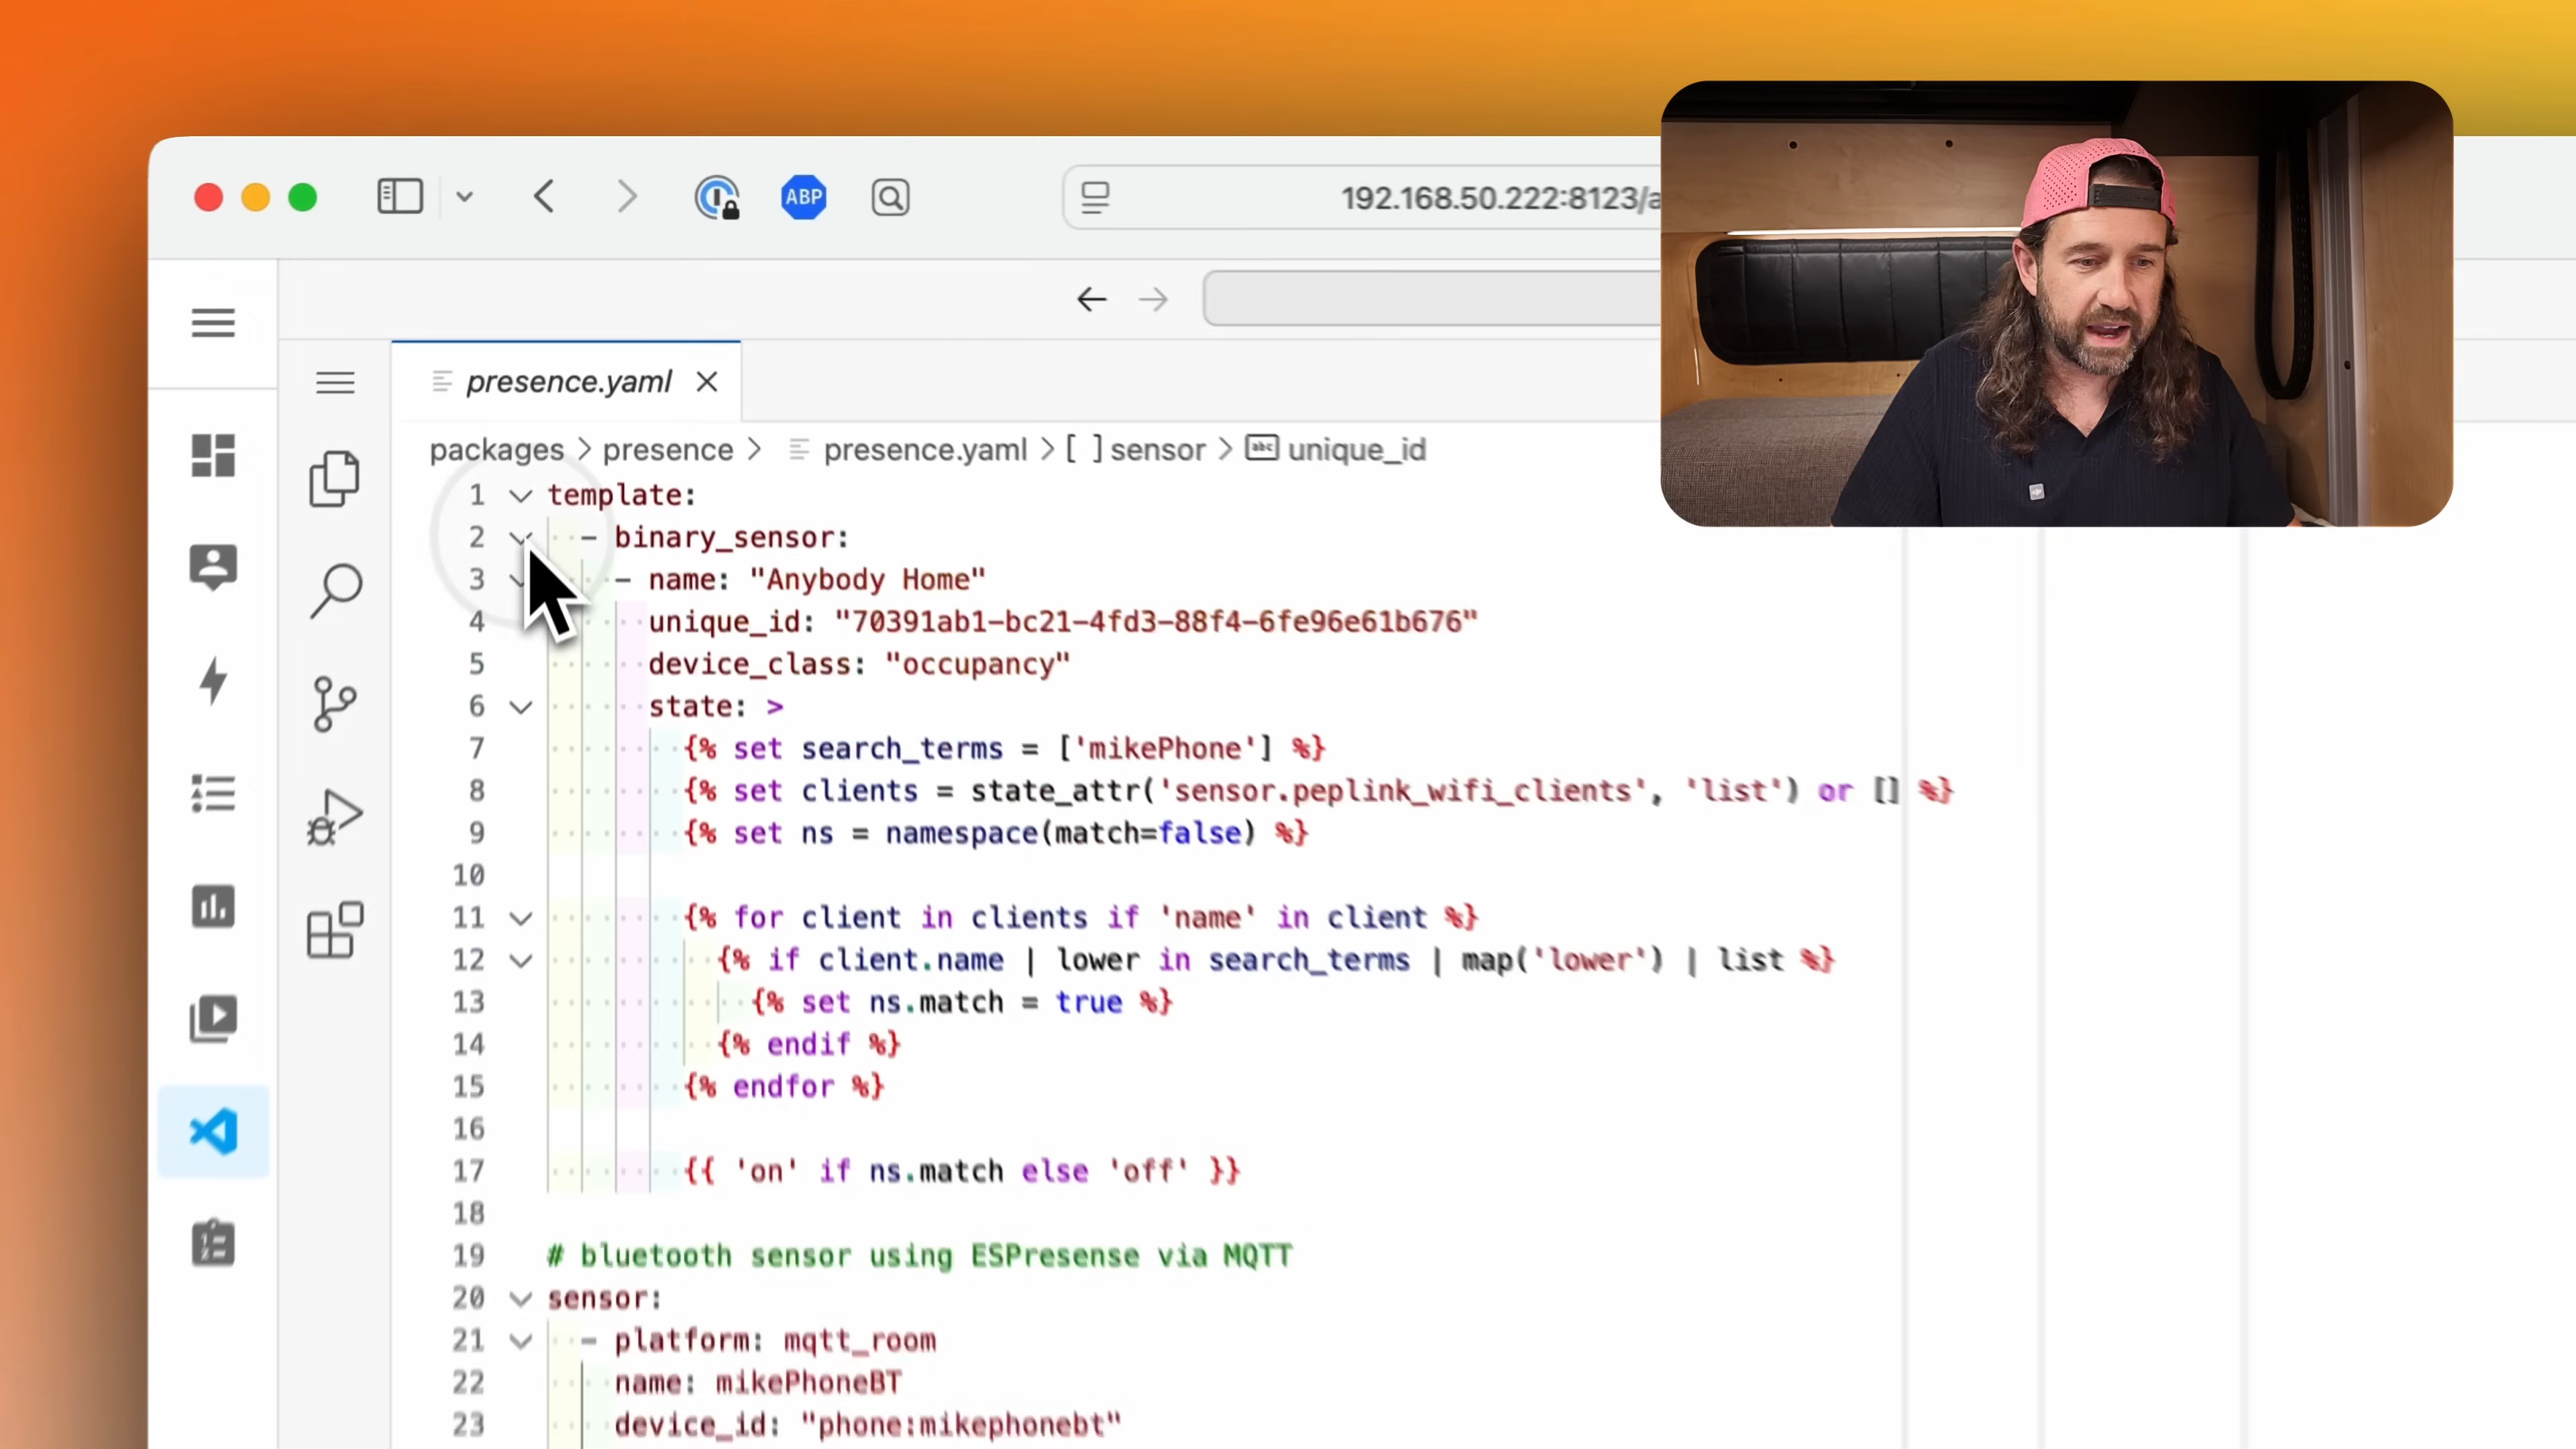 ABP
192.168.50.222:8123/a
presence.yaml
packages > presence > presence.yaml > [ ] sensor > abc unique_id
1 template:
2 - binary_sensor:
3 - name: "Anybody Home"
4 unique_id: "70391ab1-bc21-4fd3-88f4-6fe96e61b676"
5 device_class: "occupancy"
6 state: >
7 {% set search_terms = ['mikePhone'] %}
8 {% set clients = state_attr('sensor.peplink_wifi_clients', 'list') or [] %}
9 {% set ns = namespace(match=false) %}
10
11 {% for client in clients if 'name' in client %}
12 {% if client.name | lower in search_terms | map('lower') | list %}
13 {% set ns.match = true %}
14 {% endif %}
15 {% endfor %}
16
17 {{ 'on' if ns.match else 'off' }}
18
19 # bluetooth sensor using ESPresense via MQTT
20 sensor:
21 - platform: mqtt_room
22 name: mikePhoneBT
23 device_id: "phone:mikephonebt"